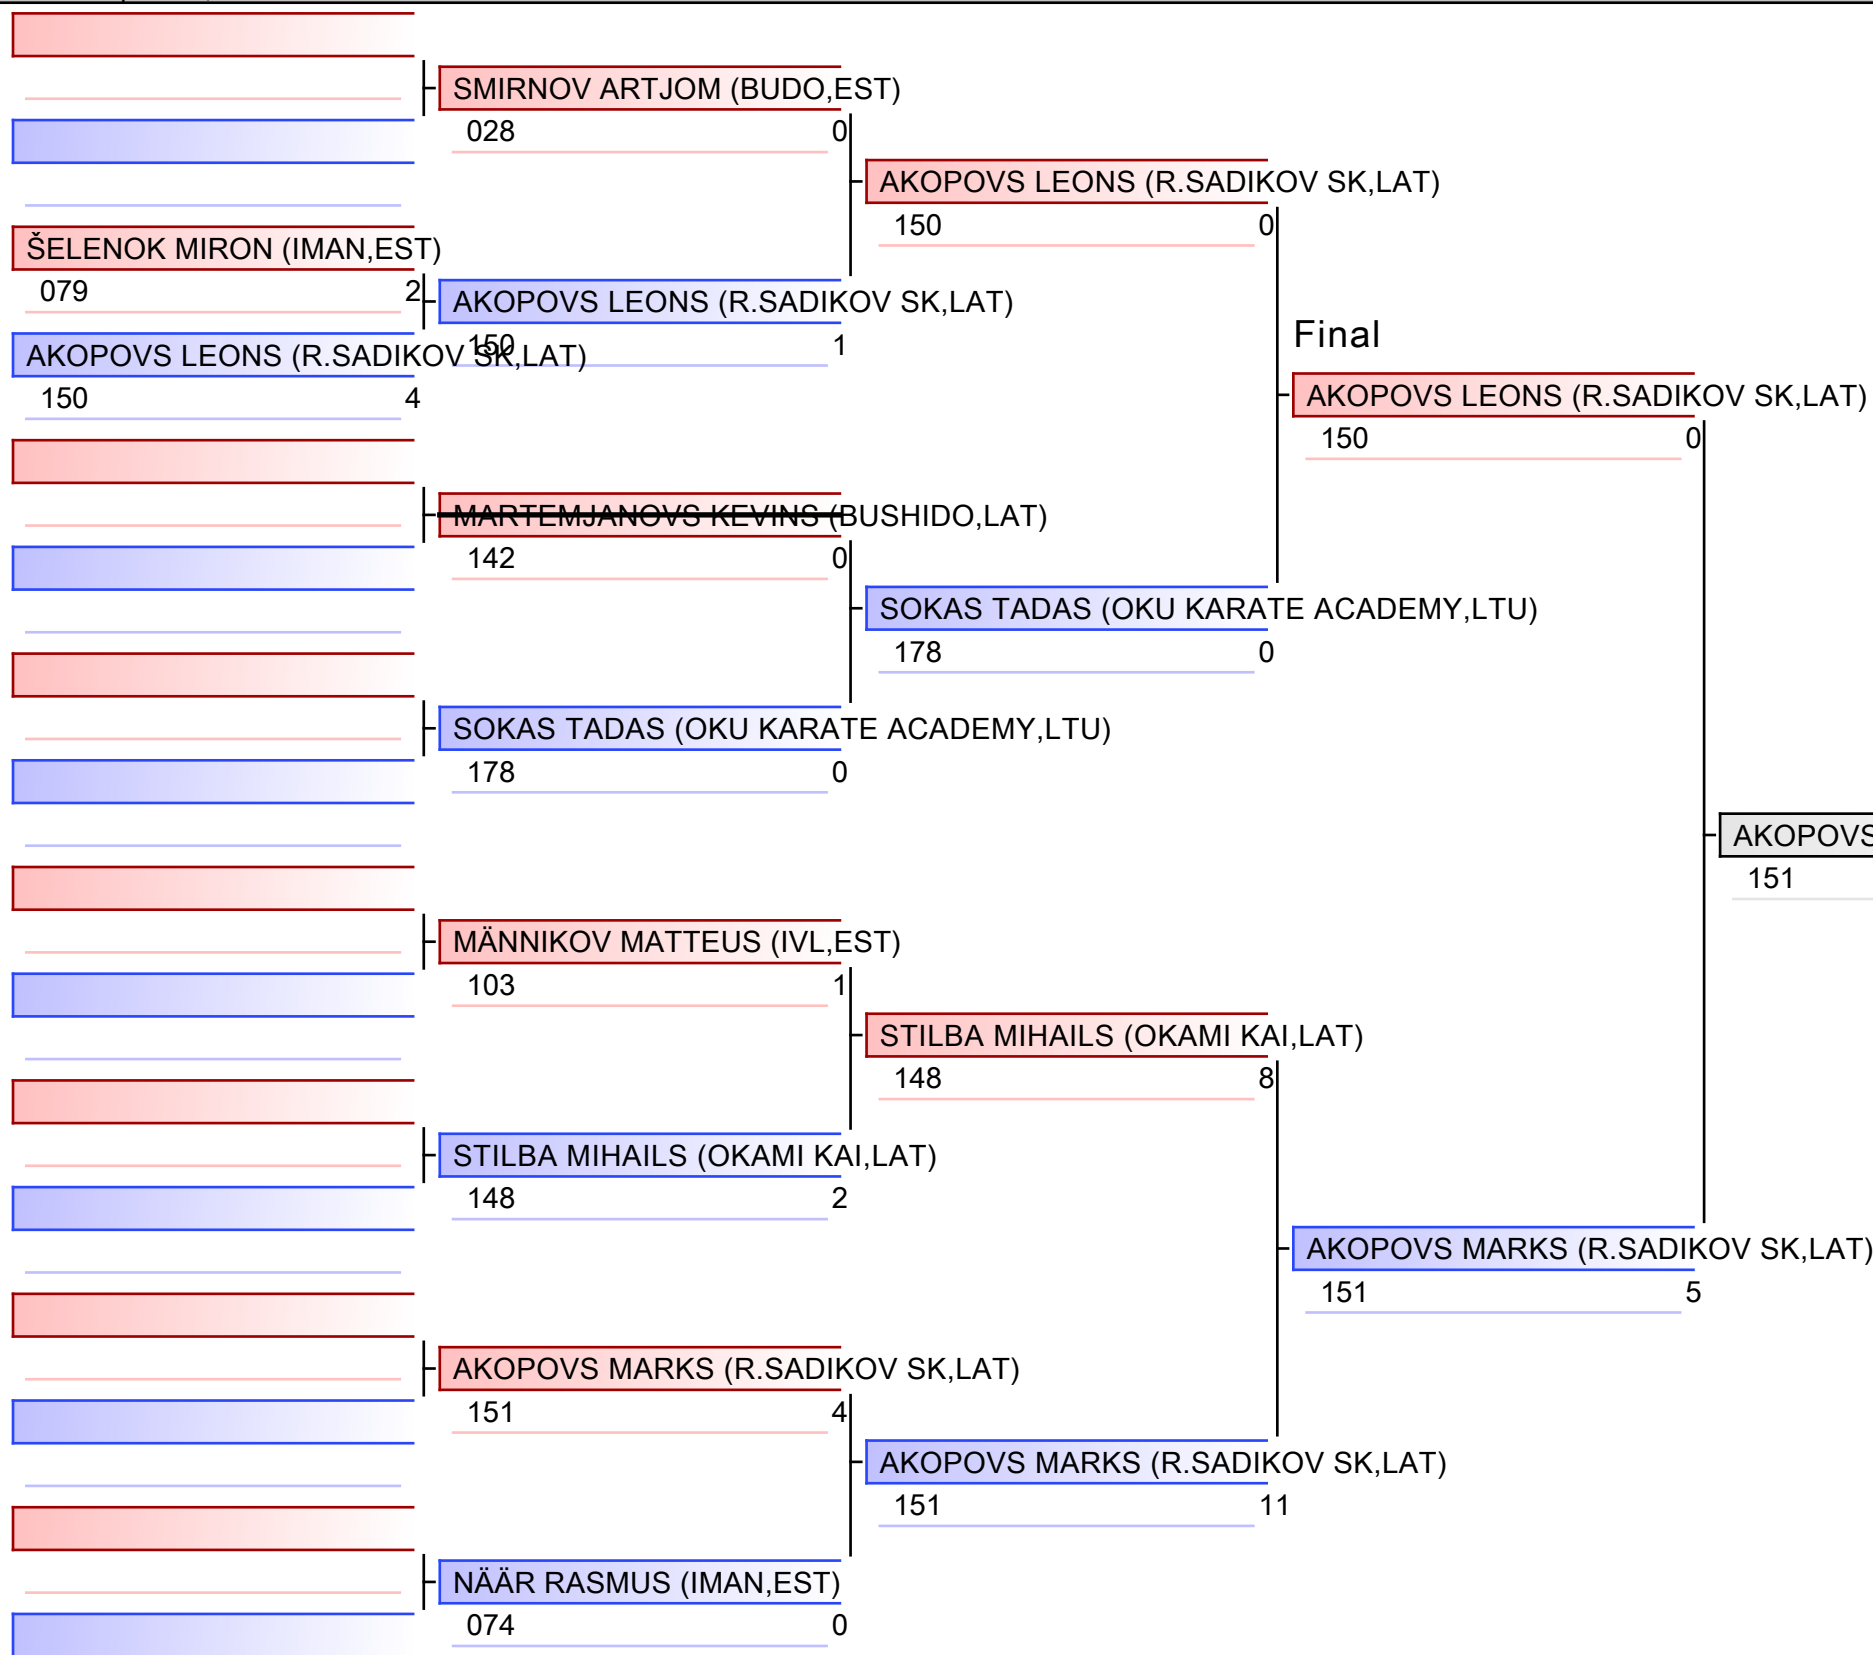 SMIRNOV ARTJOM (BUDO,EST)
028 0
AKOPOVS LEONS (R.SADIKOV SK,LAT)
150 0
ŠELENOK MIRON (IMAN,EST)
079 2
AKOPOVS LEONS (R.SADIKOV SK,LAT)
150 1
AKOPOVS LEONS (R.SADIKOV SK,LAT)
150 4
Final
AKOPOVS LEONS (R.SADIKOV SK,LAT)
150 0
MARTEMJANOVS KEVINS (BUSHIDO,LAT)
142 0
SOKAS TADAS (OKU KARATE ACADEMY,LTU)
178 0
SOKAS TADAS (OKU KARATE ACADEMY,LTU)
178 0
AKOPOVS
151
MÄNNIKOV MATTEUS (IVL,EST)
103 1
STILBA MIHAILS (OKAMI KAI,LAT)
148 8
STILBA MIHAILS (OKAMI KAI,LAT)
148 2
AKOPOVS MARKS (R.SADIKOV SK,LAT)
151 5
AKOPOVS MARKS (R.SADIKOV SK,LAT)
151 4
AKOPOVS MARKS (R.SADIKOV SK,LAT)
151 11
NÄÄR RASMUS (IMAN,EST)
074 0